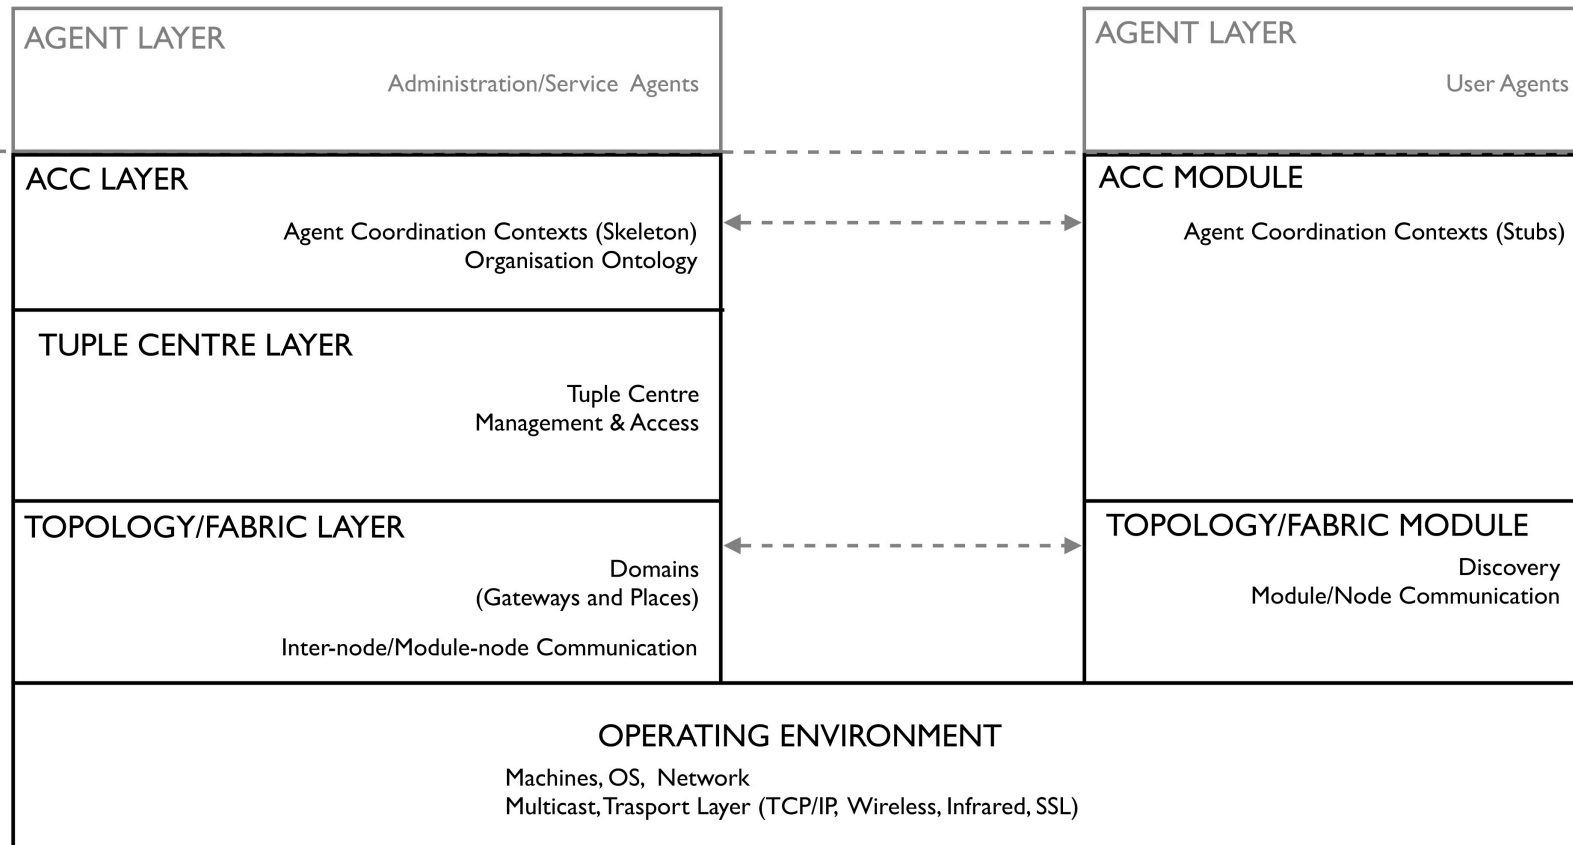 AGENT LAYER
Administration/Service Agents
ACC LAYER
Agent Coordination Contexts (Skeleton)
Organisation Ontology
TUPLE CENTRE LAYER
Tuple Centre
Management & Access
TOPOLOGY/FABRIC LAYER
Domains
(Gateways and Places)
Inter-node/Module-node Communication
AGENT LAYER
User Agents
ACC MODULE
Agent Coordination Contexts (Stubs)
TOPOLOGY/FABRIC MODULE
Discovery
Module/Node Communication
OPERATING ENVIRONMENT
Machines, OS, Network
Multicast, Trasport Layer (TCP/IP, Wireless, Infrared, SSL)